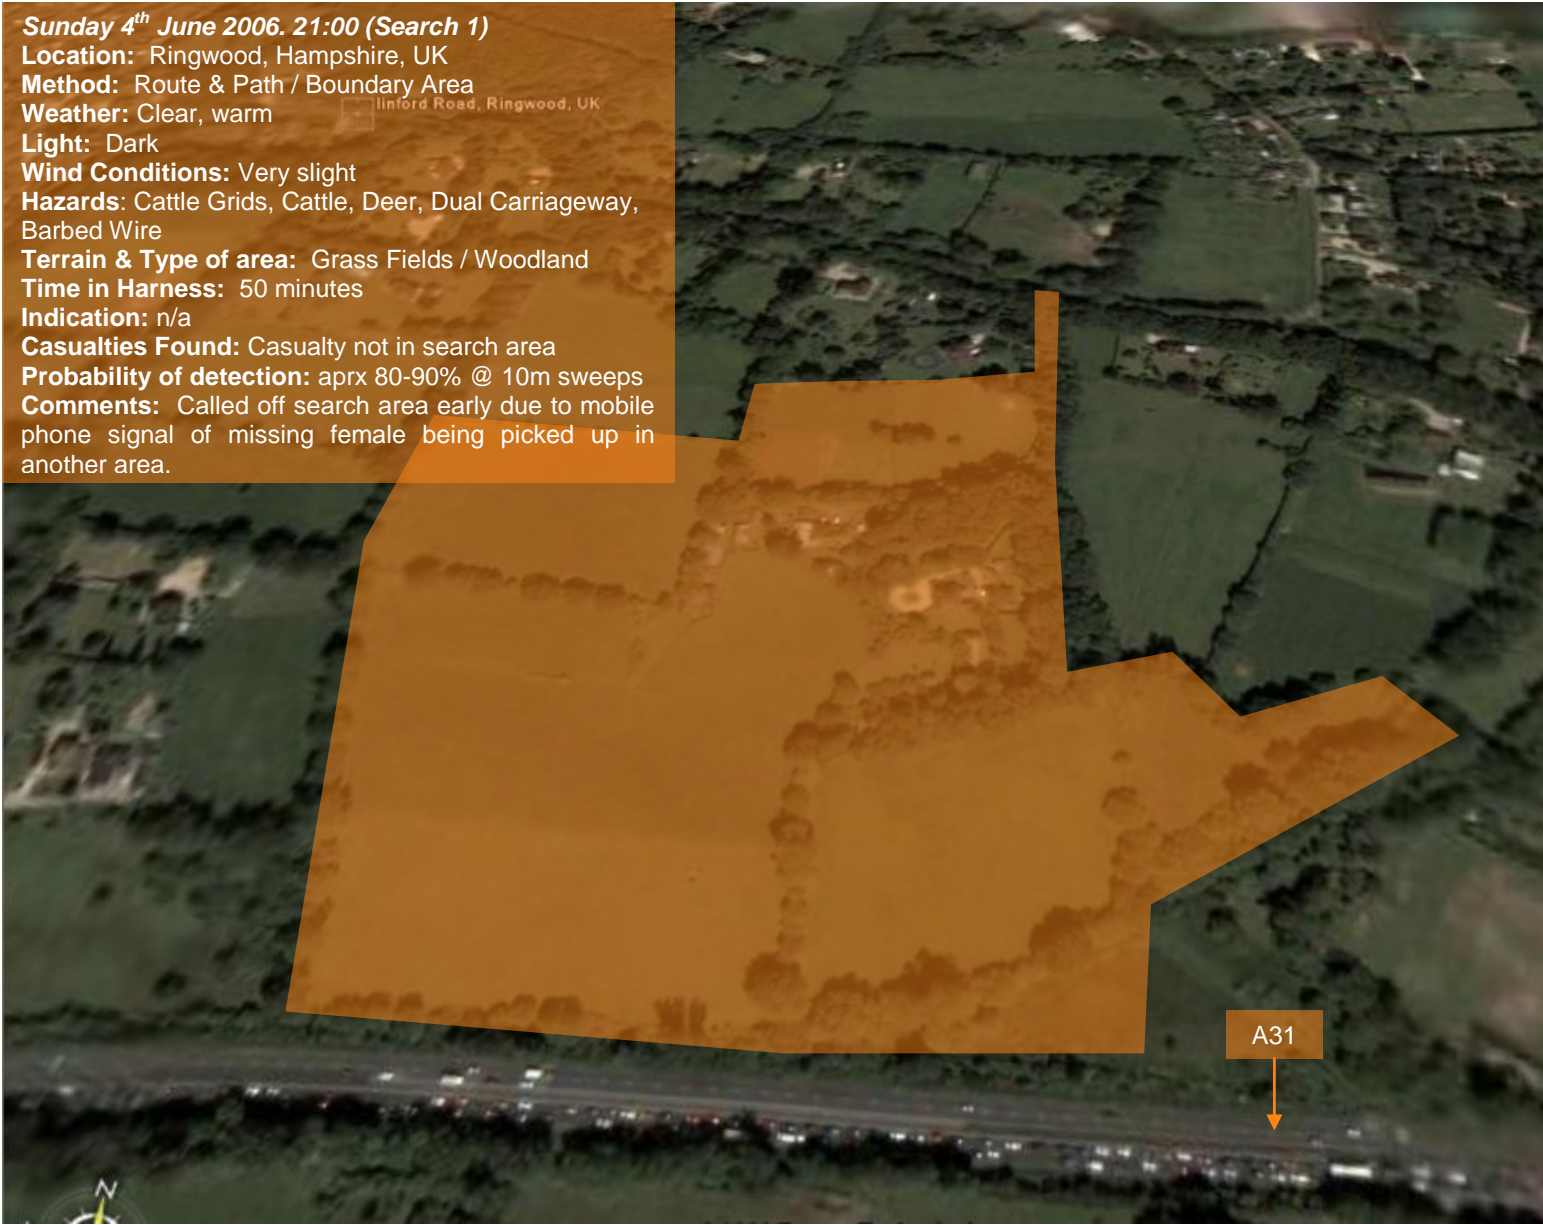 Sunday 4th June 2006. 21:00 (Search 1)
Location: Ringwood, Hampshire, UK
Method: Route & Path / Boundary Area
Weather: Clear, warm
linford Road, Ringwood, UK
Light: Dark
Wind Conditions: Very slight
Hazards: Cattle Grids, Cattle, Deer, Dual Carriageway,
Barbed Wire
Terrain & Type of area: Grass Fields / Woodland
Time in Harness: 50 minutes
Indication: n/a
Casualties Found: Casualty not in search area
Probability of detection: aprx 80-90% @ 10m sweeps
Comments: Called off search area early due to mobile
phone signal of missing female being picked up in
another area.
A31
N